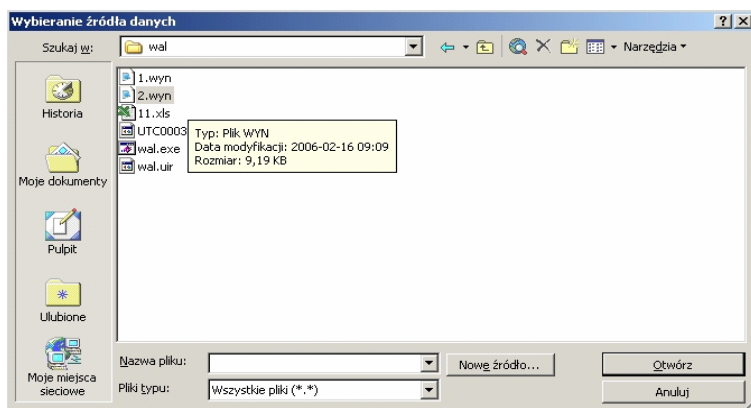 Wybieranie źródła danych
Szukaj w:
wal
Narzędzia
Historia
Moje dokumenty
Pulpit
Ulubione
Moje miejsca
sieciowe
1.wyn
2.wyn
11.xls
UTC0003
wal.exe
wal.uir
Typ: Plik WYN
Data modyfikacji: 2006-02-16 09:09
Rozmiar: 9,19 KB
Nazwa pliku:
Nowe źródło...
Otwórz
Pliki typu:
Wszystkie pliki (*.*)
Anuluj